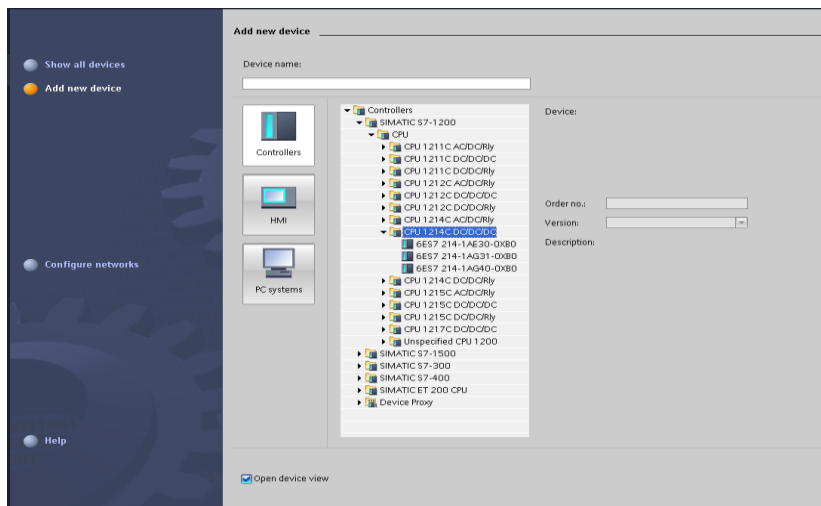 Add new device
Show all devices
Add new device
Configure networks
Help
Device name:
Controllers
HMI
PC systems
Controllers
SIMATIC S7-1200
CPU
CPU 1211C AC/DC/Rly
CPU 1211C DC/DC/DC
CPU 1211C DC/DC/Rly
CPU 1212C AC/DC/Rly
CPU 1212C DC/DC/DC
CPU 1212C DC/DC/Rly
CPU 1214C AC/DC/Rly
CPU 1214C DC/DC/DC
6ES7 214-1AE30-0XB0
6ES7 214-1AG31-0XB0
6ES7 214-1AG40-0XB0
CPU 1214C DC/DC/Rly
CPU 1215C AC/DC/Rly
CPU 1215C DC/DC/DC
CPU 1215C DC/DC/Rly
CPU 1217C DC/DC/DC
Unspecified CPU 1200
SIMATIC S7-1500
SIMATIC S7-300
SIMATIC S7-400
SIMATIC ET 200 CPU
Device Proxy
Device:
Order no.:
Version:
Description:
Open device view